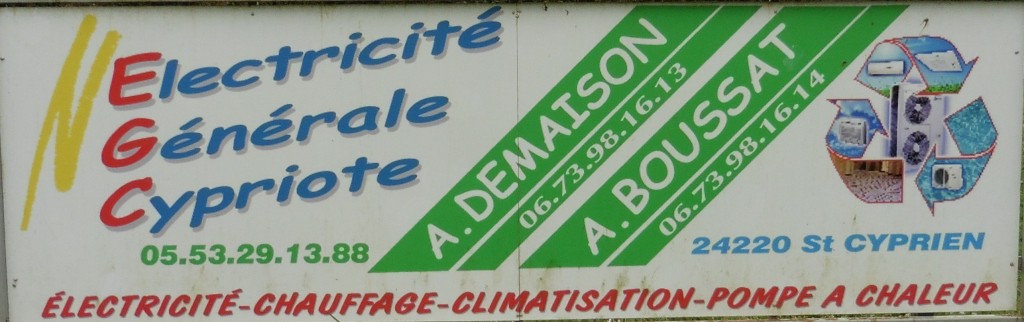 Electricité
Générale
Cypriote
05.53.29.13.88
A.DEMAISON
06.73.98.16.13
A.BOUSSAT
06.73.98.16.14
24220 St CYPRIEN
ÉLECTRICITÉ-CHAUFFAGE-CLIMATISATION-POMPE A CHALEUR